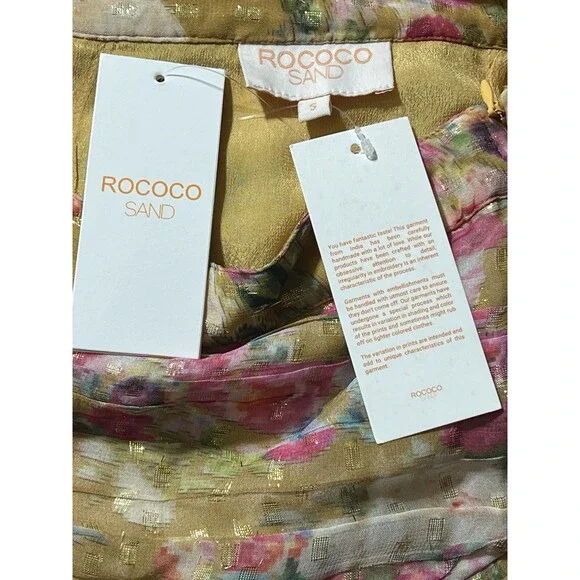 ROCOCO
SAND
S
ROCOCO
SAND
You have fantastic taste! This garment
from India has been carefully
handmade with a lot of love. While our
products have been crafted with an
obsessive attention to detail,
irregularity in embroidery is an inherent
characteristic of the process.
Garments with embellishments must
be handled with utmost care to ensure
they don't come off. Our garments have
undergone a special process which
results in variation in shading and color
of the prints and sometimes might rub
off on lighter colored clothes.
The variation in prints are intended and
add to unique characteristics of this
garment.
ROCOCO
SAND